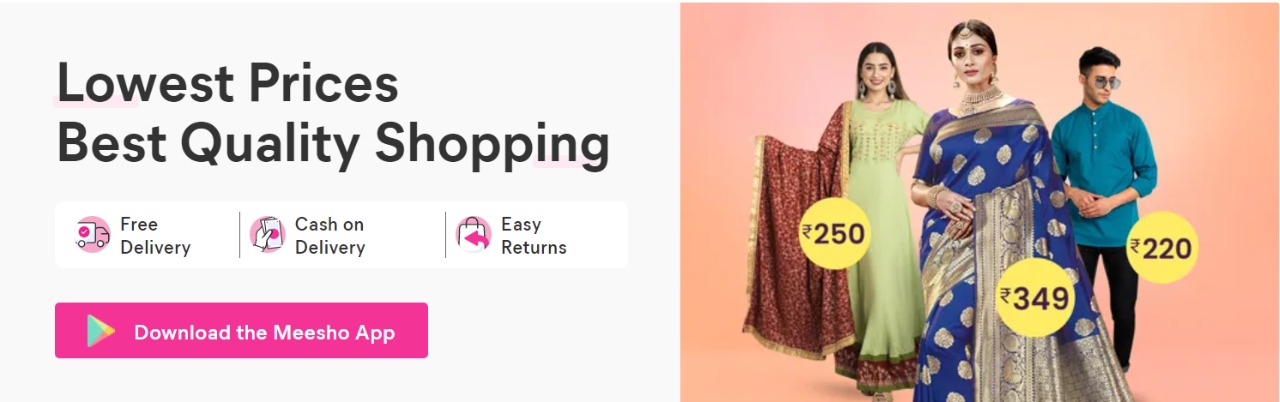 Lowest Prices
Best Quality Shopping
Free
Delivery
Cash on
Delivery
Easy
Returns
Download the Meesho App
₹250
₹349
₹220